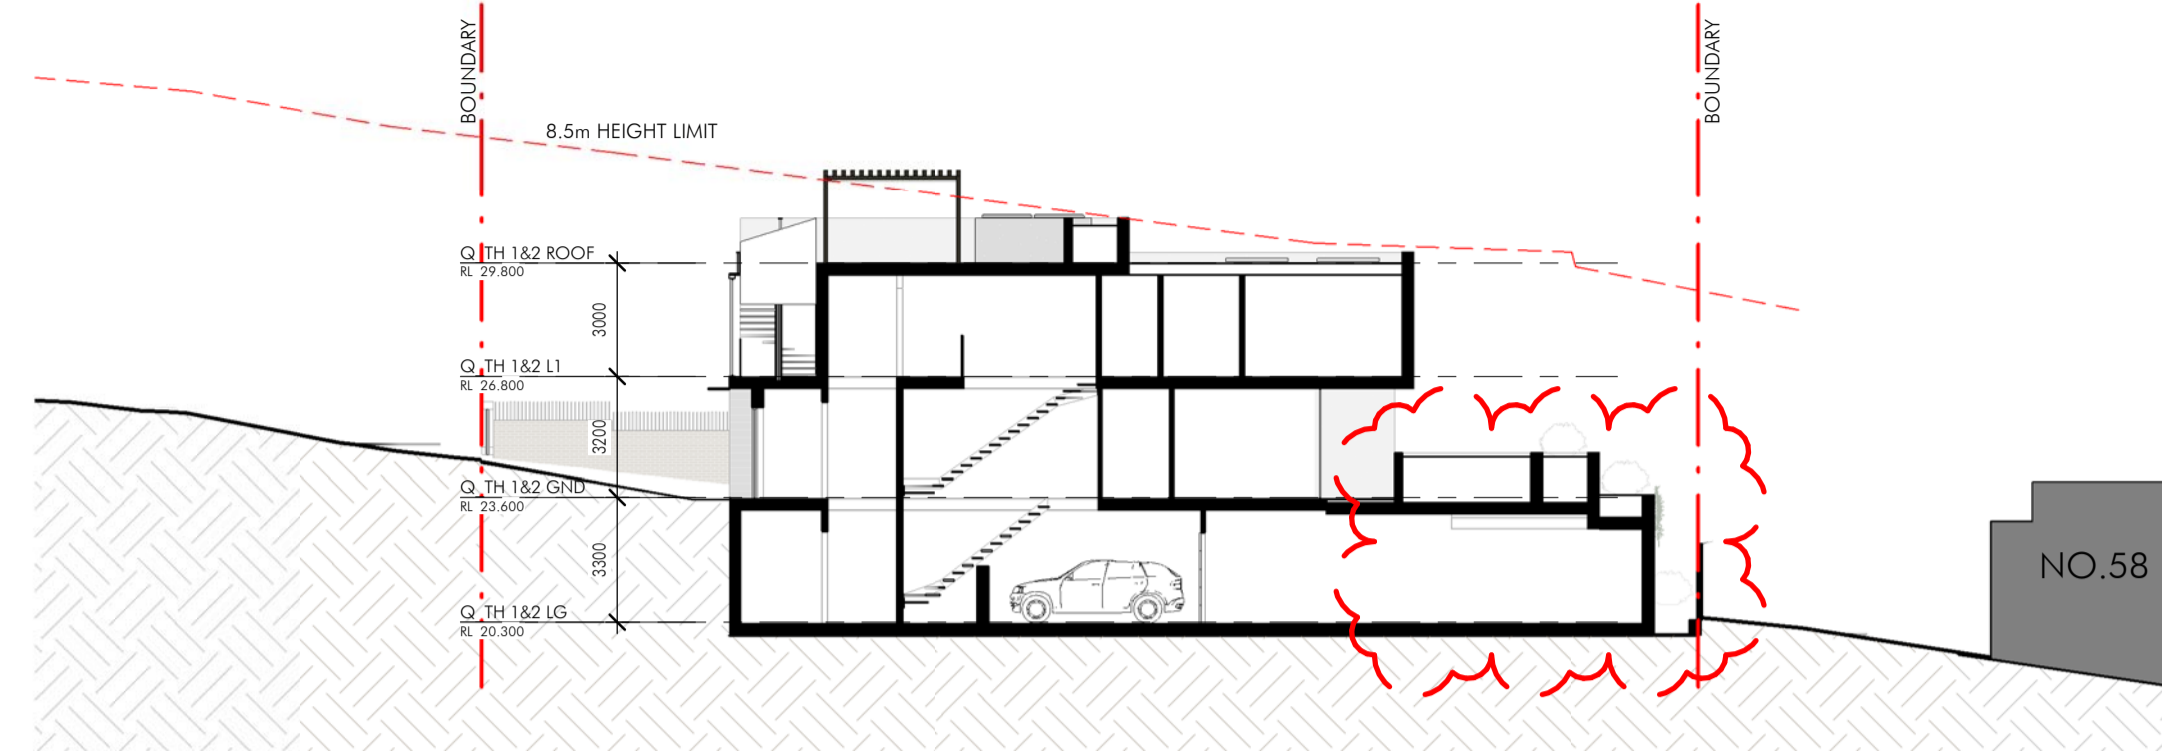 BOUNDARY
BOUNDARY
8.5m HEIGHT LIMIT
Q TH 1&2 ROOF
RL 29.800
3000
Q TH 1&2 L1
RL 26.800
3200
Q TH 1&2 GND
RL 23.600
3300
Q TH 1&2 LG
RL 20.300
NO.58